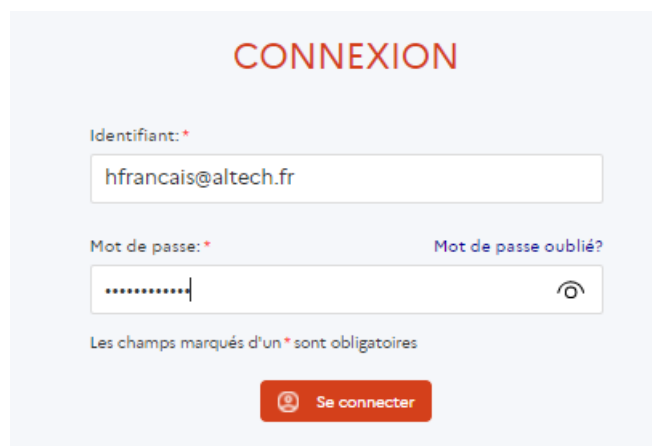 CONNEXION
Identifiant: *
hfrancais@altech.fr
Mot de passe: * Mot de passe oublié?
••••••••••••
Les champs marqués d'un * sont obligatoires
Se connecter